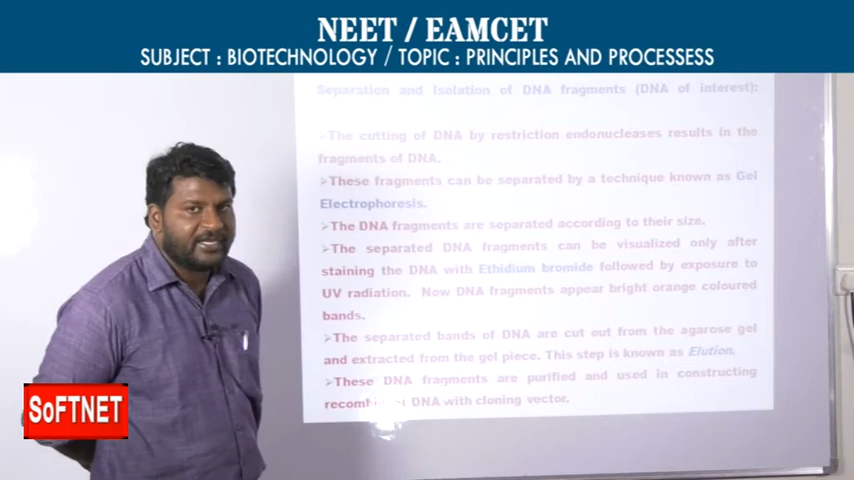 NEET / EAMCET
SUBJECT : BIOTECHNOLOGY / TOPIC : PRINCIPLES AND PROCESSESS
Separation and Isolation of DNA fragments (DNA of interest):
➢The cutting of DNA by restriction endonucleases results in the
fragments of DNA.
➢These fragments can be separated by a technique known as Gel
Electrophoresis.
➢The DNA fragments are separated according to their size.
➢The separated DNA fragments can be visualized only after
staining the DNA with Ethidium bromide followed by exposure to
UV radiation. Now DNA fragments appear bright orange coloured
bands.
➢The separated bands of DNA are cut out from the agarose gel
and extracted from the gel piece. This step is known as Elution.
➢These DNA fragments are purified and used in constructing
DNA with cloning vector.
SoFTNET